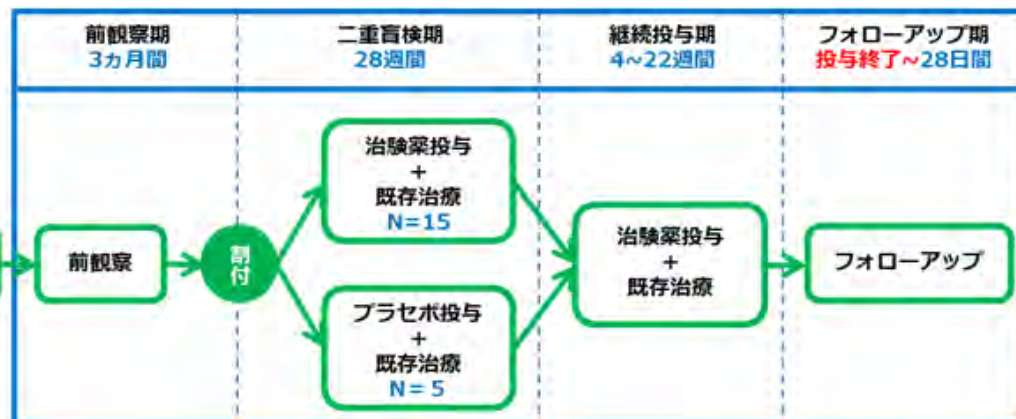 前観察期
3ヵ月間
二重盲検期
28週間
継続投与期
4~22週間
フォローアップ期
投与終了~28日間
前観察
割付
治験薬投与
+
既存治療
N=15
プラセボ投与
+
既存治療
N= 5
治験薬投与
+
既存治療
フォローアップ